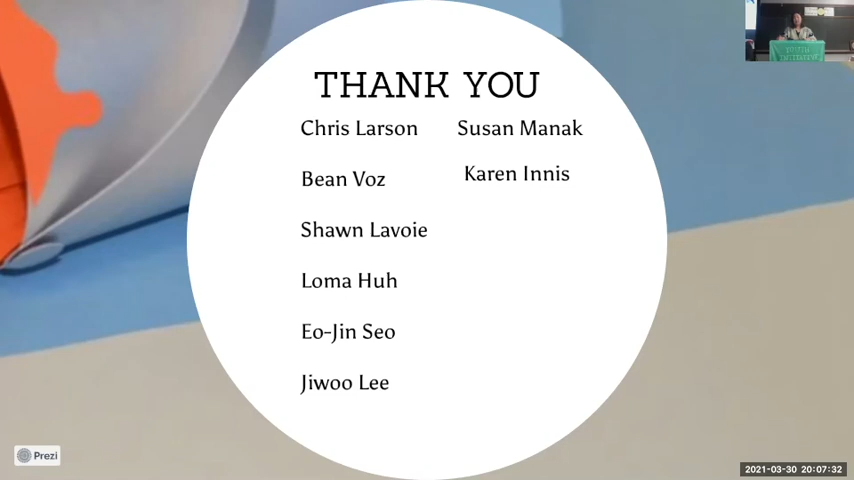 THANK YOU
Chris Larson
Bean Voz
Shawn Lavoie
Loma Huh
Eo-Jin Seo
Jiwoo Lee
Susan Manak
Karen Innis
Prezi
2021-03-30 20:07:32